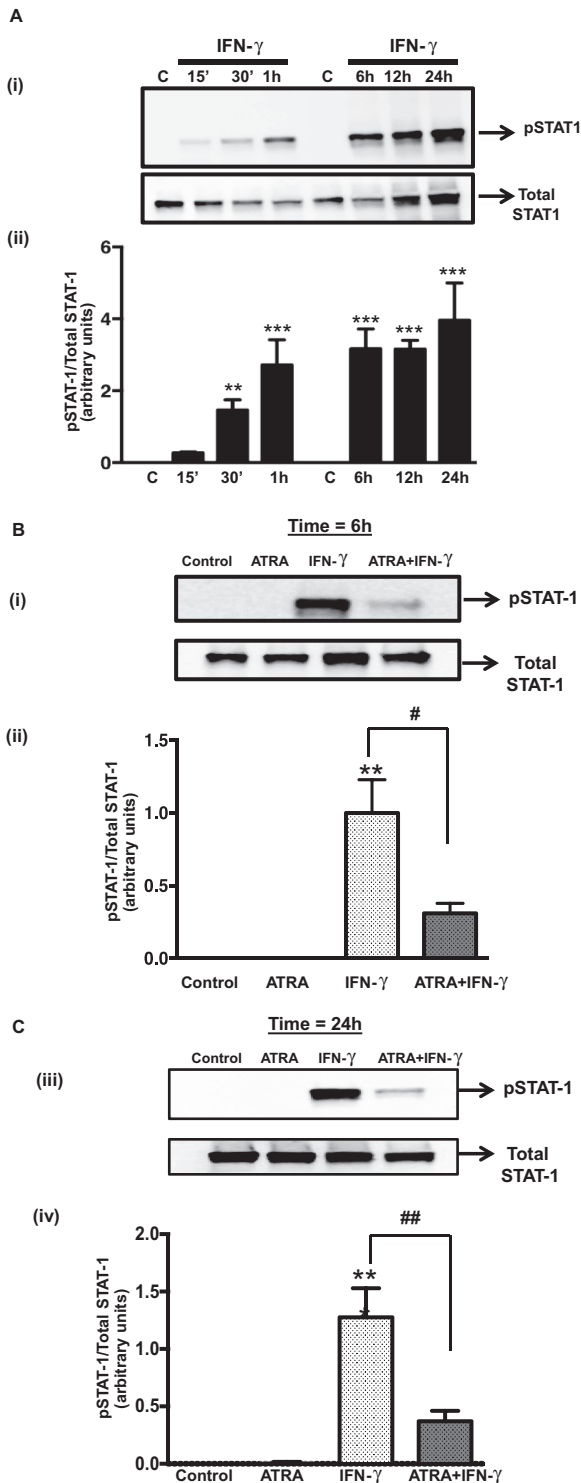 A
IFN-γ IFN-γ
C 15' 30' 1h C 6h 12h 24h
(i)
pSTAT1
Total
STAT1
(ii)
pSTAT-1/Total STAT-1
(arbitrary units)
6
4
2
0
** *** *** *** ***
C 15' 30' 1h C 6h 12h 24h
B
Time = 6h
Control ATRA IFN-γ ATRA+IFN-γ
(i)
pSTAT-1
Total
STAT-1
(ii)
pSTAT-1/Total STAT-1
(arbitrary units)
1.5
1.0
0.5
0.0
#
**
Control ATRA IFN-γ ATRA+IFN-γ
C
Time = 24h
Control ATRA IFN-γ ATRA+IFN-γ
(iii)
pSTAT-1
Total
STAT-1
(iv)
pSTAT-1/Total STAT-1
(arbitrary units)
2.0
1.5
1.0
0.5
0.0
##
**
*
Control ATRA IFN-γ ATRA+IFN-γ